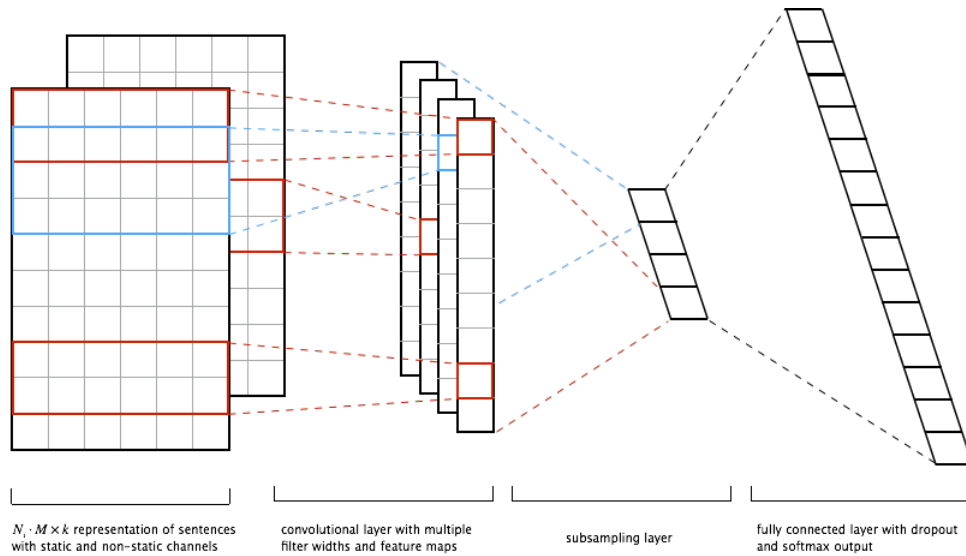 N_i · M × k representation of sentences
with static and non-static channels
convolutional layer with multiple
filter widths and feature maps
subsampling layer
fully connected layer with dropout
and softmax output